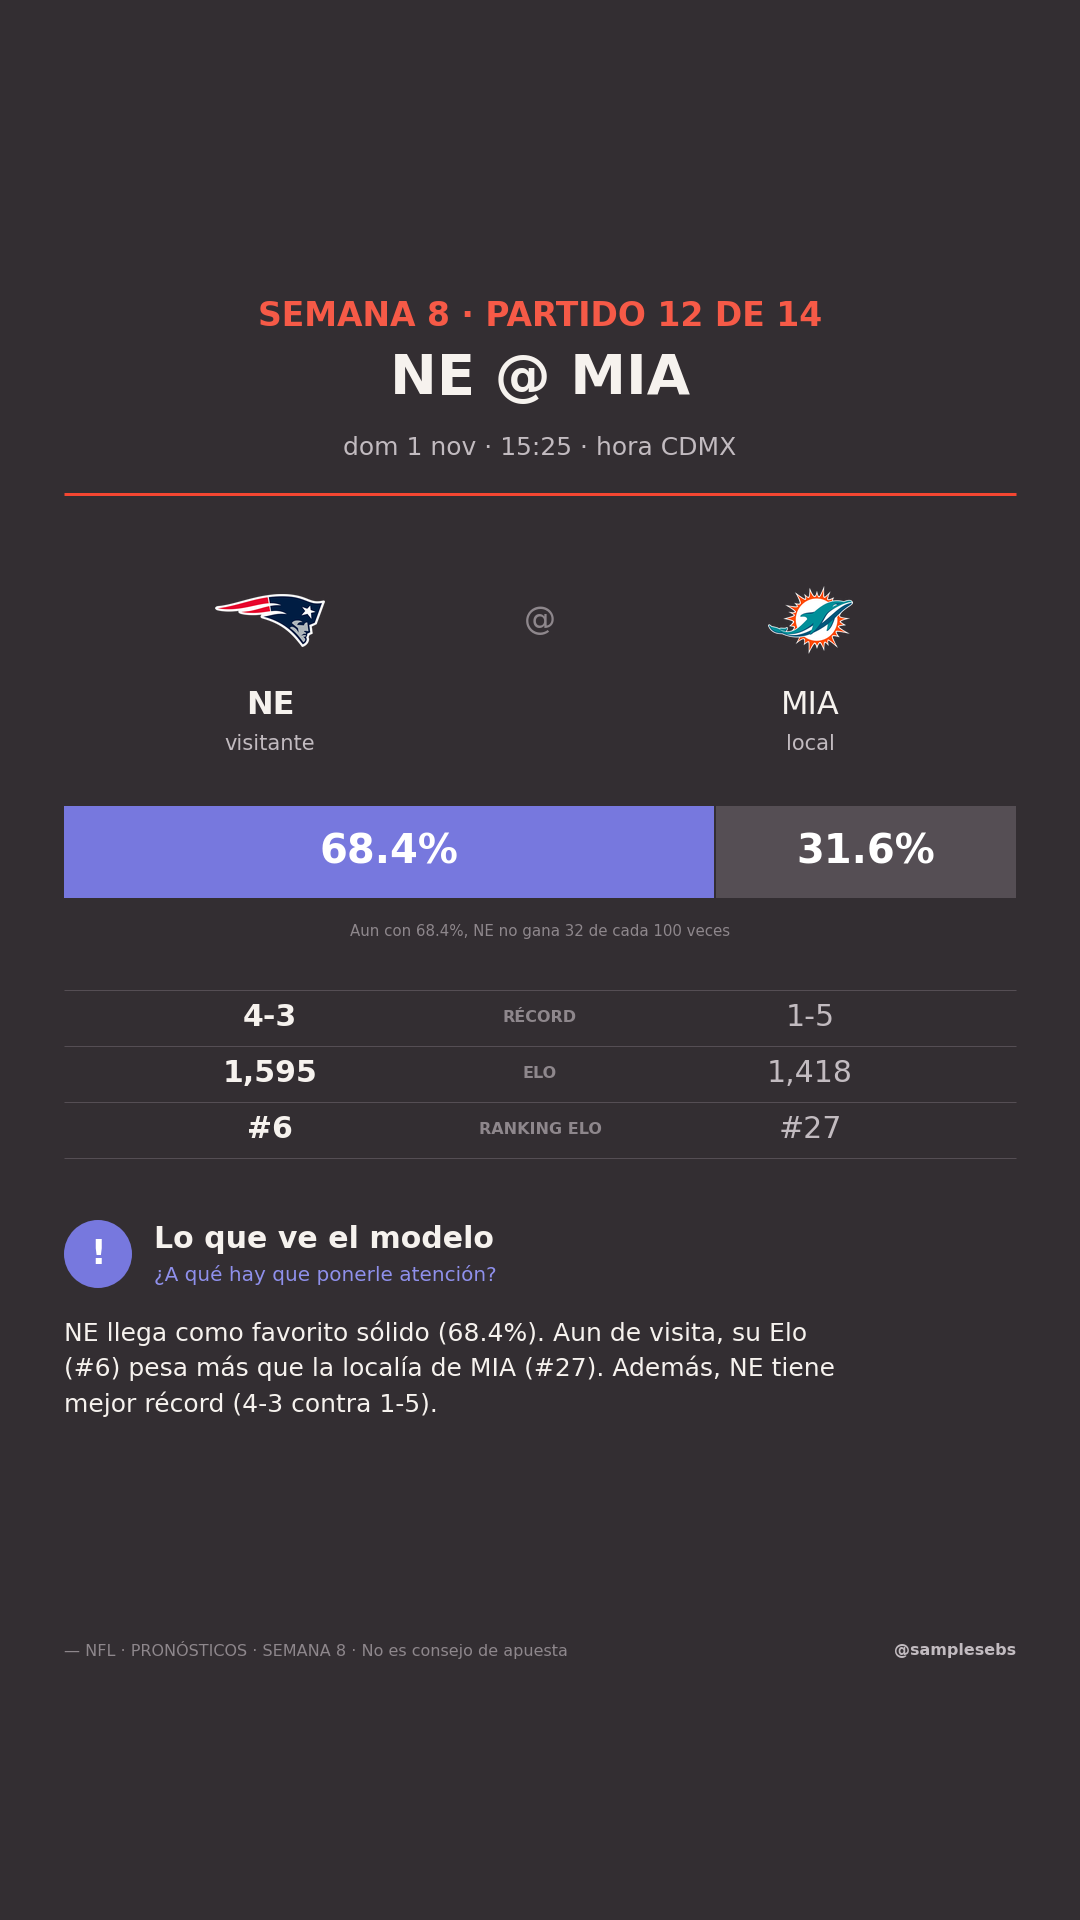 SEMANA 8 · PARTIDO 12 DE 14
NE @ MIA
dom 1 nov · 15:25 · hora CDMX
@
NE
MIA
visitante
local
68.4%
31.6%
Aun con 68.4%, NE no gana 32 de cada 100 veces
4-3 RÉCORD 1-5
1,595 ELO 1,418
#6 RANKING ELO #27
!
Lo que ve el modelo
¿A qué hay que ponerle atención?
NE llega como favorito sólido (68.4%). Aun de visita, su Elo
(#6) pesa más que la localía de MIA (#27). Además, NE tiene
mejor récord (4-3 contra 1-5).
— NFL · PRONÓSTICOS · SEMANA 8 · No es consejo de apuesta
@samplesebs